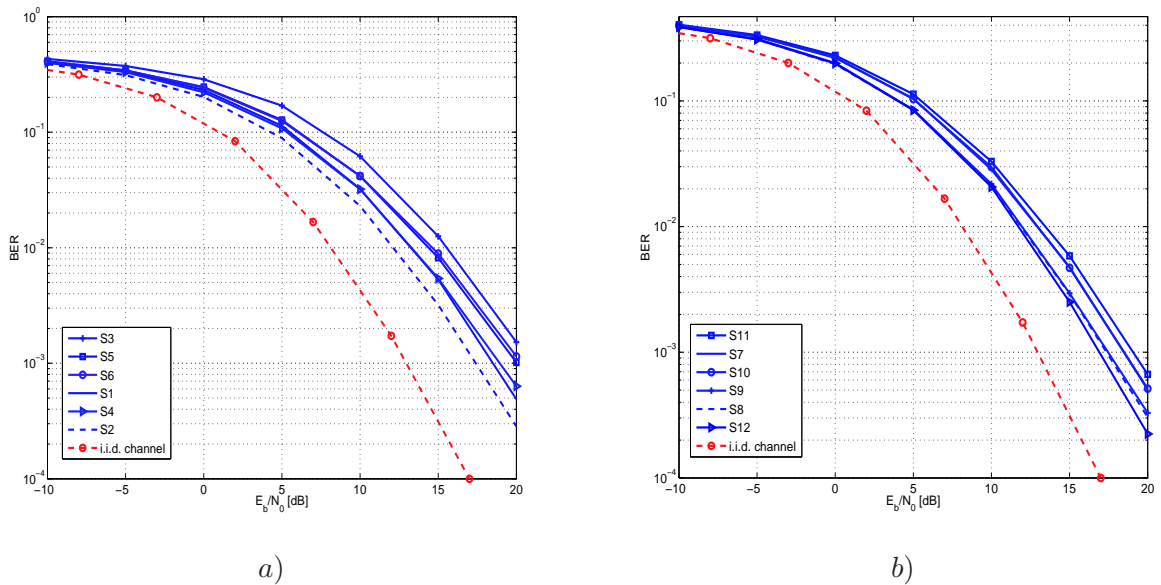 10^0
10^-1
10^-2
10^-3
10^-4
BER
−10 −5 0 5 10 15 20
E_b/N_0 [dB]
S3
S5
S6
S1
S4
S2
i.i.d. channel
a)
10^-1
10^-2
10^-3
10^-4
BER
−10 −5 0 5 10 15 20
E_b/N_0 [dB]
S11
S7
S10
S9
S8
S12
i.i.d. channel
b)